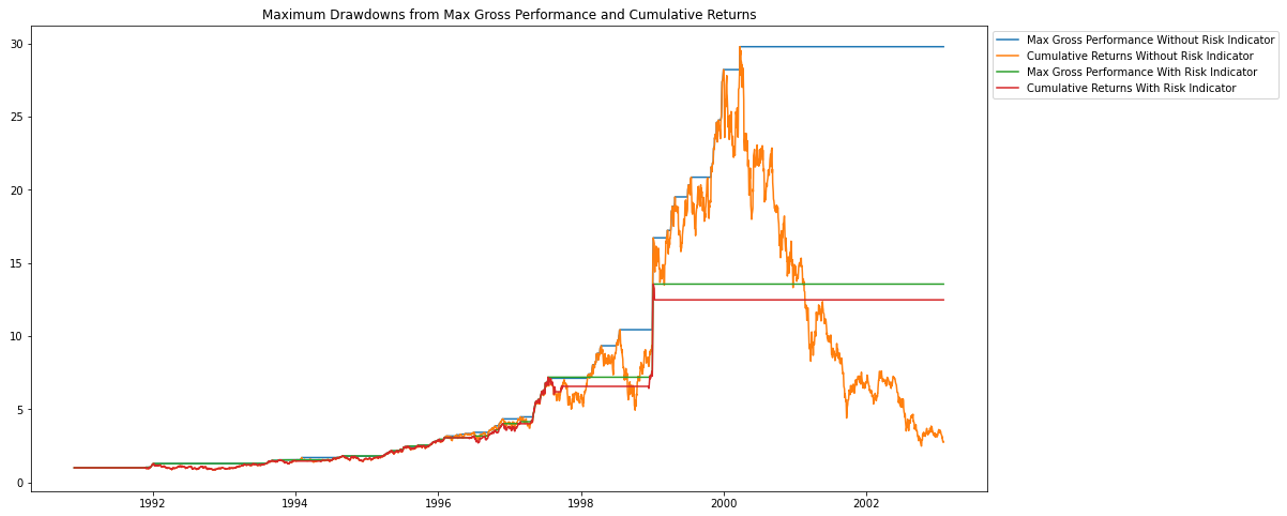 Maximum Drawdowns from Max Gross Performance and Cumulative Returns
30
25
20
15
10
5
0
1992 1994 1996 1998 2000 2002
Max Gross Performance Without Risk Indicator
Cumulative Returns Without Risk Indicator
Max Gross Performance With Risk Indicator
Cumulative Returns With Risk Indicator